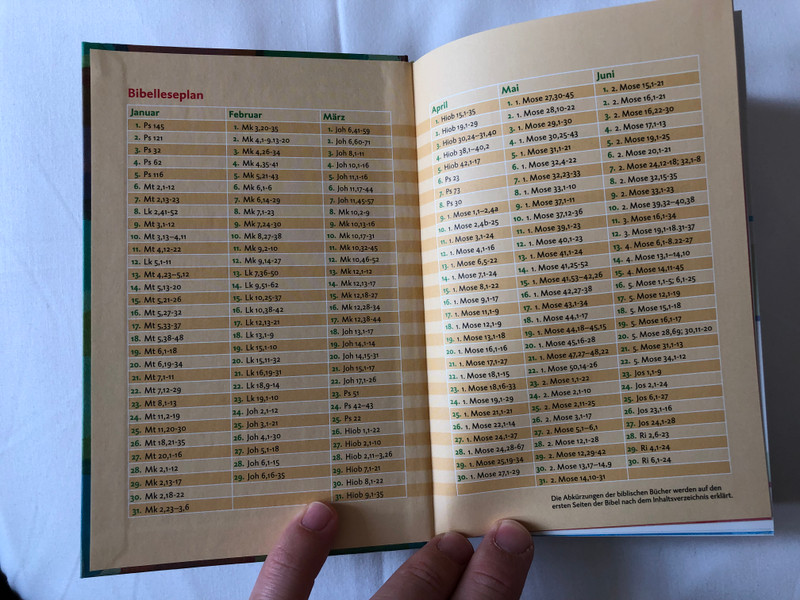 Bibelleseplan
Januar
1. Ps 145
2. Ps 121
3. Ps 32
4. Ps 62
5. Ps 116
6. Mt 2,1-12
7. Mt 2,13-23
8. Lk 2,41-52
9. Mt 3,1-12
10. Mt 3,13–4,11
11. Mt 4,12-22
12. Lk 5,1-11
13. Mt 4,23–5,12
14. Mt 5,13-20
15. Mt 5,21-26
16. Mt 5,27-32
17. Mt 5,33-37
18. Mt 5,38-48
19. Mt 6,1-18
20. Mt 6,19-34
21. Mt 7,1-11
22. Mt 7,12-29
23. Mt 8,1-13
24. Mt 11,2-19
25. Mt 11,20-30
26. Mt 18,21-35
27. Mt 20,1-16
28. Mk 2,1-12
29. Mk 2,13-17
30. Mk 2,18-22
31. Mk 2,23–3,6
Februar
1. Mk 3,20-35
2. Mk 4,1-9.13-20
3. Mk 4,26-34
4. Mk 4,35-41
5. Mk 5,21-43
6. Mk 6,1-6
7. Mk 6,14-29
8. Mk 7,1-23
9. Mk 7,24-30
10. Mk 8,27-38
11. Mk 9,2-10
12. Mk 9,14-27
13. Lk 7,36-50
14. Lk 9,51-62
15. Lk 10,25-37
16. Lk 10,38-42
17. Lk 12,13-21
18. Lk 13,1-9
19. Lk 15,1-10
20. Lk 15,11-32
21. Lk 16,19-31
22. Lk 18,9-14
23. Lk 19,1-10
24. Joh 2,1-12
25. Joh 3,1-21
26. Joh 4,1-30
27. Joh 5,1-18
28. Joh 6,1-15
29. Joh 6,16-35
März
1. Joh 6,41-59
2. Joh 6,60-71
3. Joh 8,1-11
4. Joh 10,1-16
5. Joh 11,1-16
6. Joh 11,17-44
7. Joh 11,45-57
8. Mk 10,2-9
9. Mk 10,13-16
10. Mk 10,17-31
11. Mk 10,32-45
12. Mk 10,46-52
13. Mk 12,1-12
14. Mk 12,13-17
15. Mk 12,18-27
16. Mk 12,28-34
17. Mk 12,38-44
18. Joh 13,1-17
19. Joh 14,1-14
20. Joh 14,15-31
21. Joh 15,1-17
22. Joh 17,1-26
23. Ps 51
24. Ps 42–43
25. Ps 22
26. Hiob 1,1-22
27. Hiob 2,1-10
28. Hiob 2,11–3,26
29. Hiob 7,1-21
30. Hiob 8,1-22
31. Hiob 9,1-35
April
1. Hiob 15,1-35
2. Hiob 19,1-29
3. Hiob 30,24–31,40
4. Hiob 38,1–40,2
5. Hiob 42,1-17
6. Ps 23
7. Ps 73
8. Ps 30
9. 1. Mose 1,1–2,4a
10. 1. Mose 2,4b-25
11. 1. Mose 3,1-24
12. 1. Mose 4,1-16
13. 1. Mose 6,5-22
14. 1. Mose 7,1-24
15. 1. Mose 8,1-22
16. 1. Mose 9,1-17
17. 1. Mose 11,1-9
18. 1. Mose 12,1-9
19. 1. Mose 13,1-18
20. 1. Mose 16,1-16
21. 1. Mose 17,1-27
22. 1. Mose 18,1-15
23. 1. Mose 18,16-33
24. 1. Mose 19,1-29
25. 1. Mose 21,1-21
26. 1. Mose 22,1-14
27. 1. Mose 24,1-27
28. 1. Mose 24,28-67
29. 1. Mose 25,19-34
30. 1. Mose 27,1-29
Mai
1. 1. Mose 27,30-45
2. 1. Mose 28,10-22
3. 1. Mose 29,1-30
4. 1. Mose 30,25-43
5. 1. Mose 31,1-21
6. 1. Mose 32,4-22
7. 1. Mose 32,23-33
8. 1. Mose 33,1-10
9. 1. Mose 37,1-11
10. 1. Mose 37,12-36
11. 1. Mose 39,1-23
12. 1. Mose 40,1-23
13. 1. Mose 41,1-24
14. 1. Mose 41,25-52
15. 1. Mose 41,53–42,26
16. 1. Mose 42,27-38
17. 1. Mose 43,1-34
18. 1. Mose 44,1-17
19. 1. Mose 44,18–45,15
20. 1. Mose 45,16-28
21. 1. Mose 47,27–48,22
22. 1. Mose 50,14-26
23. 2. Mose 1,1-22
24. 2. Mose 2,1-10
25. 2. Mose 2,11-25
26. 2. Mose 3,1-17
27. 2. Mose 5,1–6,1
28. 2. Mose 12,1-28
29. 2. Mose 12,29-42
30. 2. Mose 13,17–14,9
31. 2. Mose 14,10-31
Juni
1. 2. Mose 15,1-21
2. 2. Mose 16,1-21
3. 2. Mose 16,22-30
4. 2. Mose 17,1-13
5. 2. Mose 19,1-25
6. 2. Mose 20,1-21
7. 2. Mose 24,12-18; 32,1-8
8. 2. Mose 32,15-35
9. 2. Mose 33,1-23
10. 2. Mose 39,32–40,38
11. 3. Mose 16,1-34
12. 3. Mose 19,1-18.31-37
13. 4. Mose 6,1–8.22-27
14. 4. Mose 13,1–14,10
15. 4. Mose 14,11-45
16. 5. Mose 1,1-5; 6,1-25
17. 5. Mose 12,1-19
18. 5. Mose 15,1-18
19. 5. Mose 16,1-17
20. 5. Mose 28,69; 30,11-20
21. 5. Mose 31,1-13
22. 5. Mose 34,1-12
23. Jos 1,1-9
24. Jos 2,1-24
25. Jos 6,1-27
26. Jos 23,1-16
27. Jos 24,1-28
28. Ri 2,6-23
29. Ri 4,1-24
30. Ri 6,1-24
Die Abkürzungen der biblischen Bücher werden auf den
ersten Seiten der Bibel nach dem Inhaltsverzeichnis erklärt.